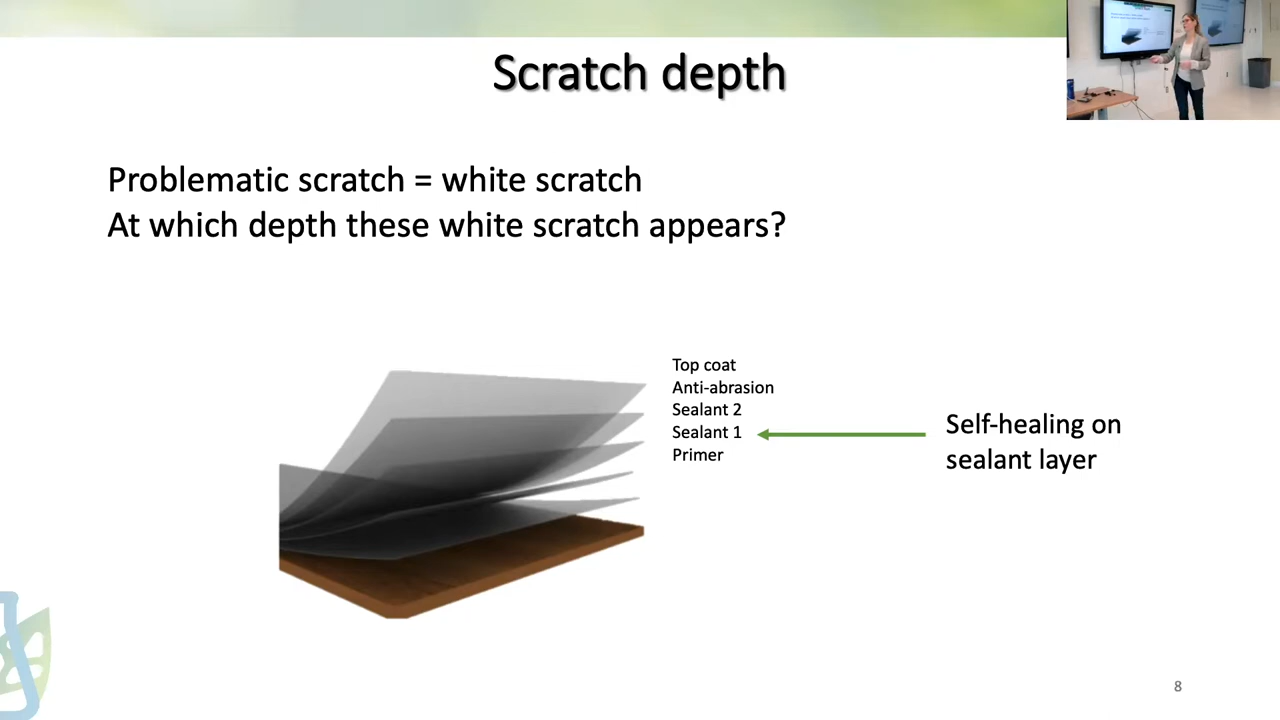 Scratch depth
Problematic scratch = white scratch
At which depth these white scratch appears?
Top coat
Anti-abrasion
Sealant 2
Sealant 1
Primer
Self-healing on
sealant layer
8